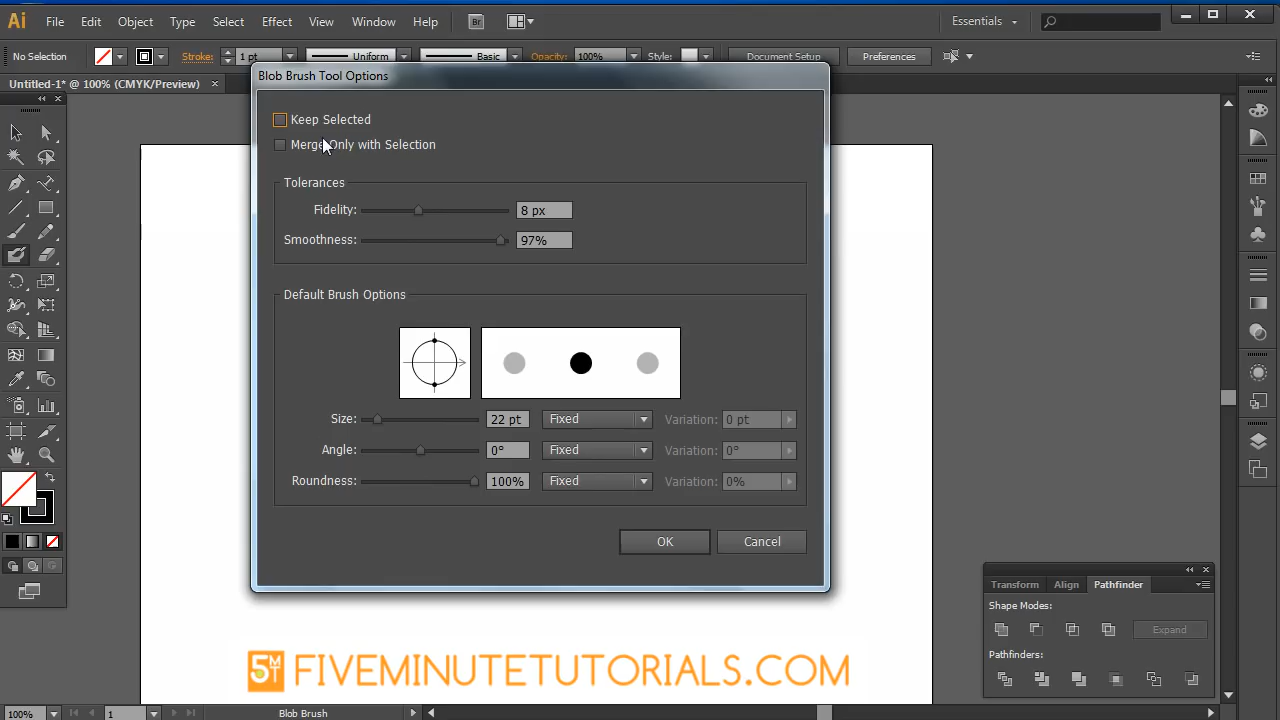 Ai File Edit Object Type Select Effect View Window Help Br Essentials
No Selection Stroke: 1 pt Uniform Basic Opacity: 100% Style: Document Setup Preferences
Untitled-1* @ 100% (CMYK/Preview)
Blob Brush Tool Options
Keep Selected
Merge Only with Selection
Tolerances
Fidelity: 8 px
Smoothness: 97%
Default Brush Options
Size: 22 pt Fixed Variation: 0 pt
Angle: 0° Fixed Variation: 0°
Roundness: 100% Fixed Variation: 0%
OK Cancel
Transform Align Pathfinder
Shape Modes:
Expand
Pathfinders:
5MT FIVEMINUTETUTORIALS.COM
100% 1 Blob Brush